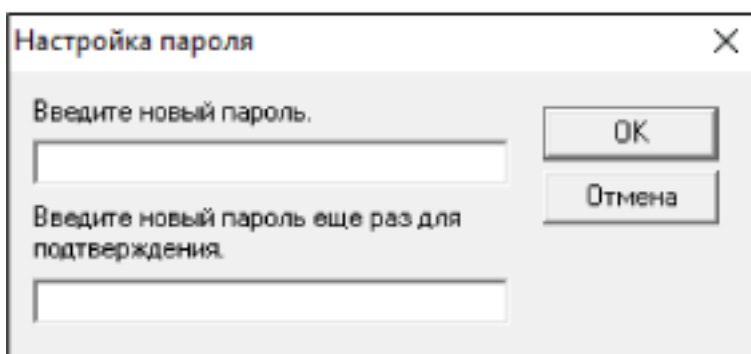 Настройка пароля
Введите новый пароль.
OK
Отмена
Введите новый пароль еще раз для
подтверждения.